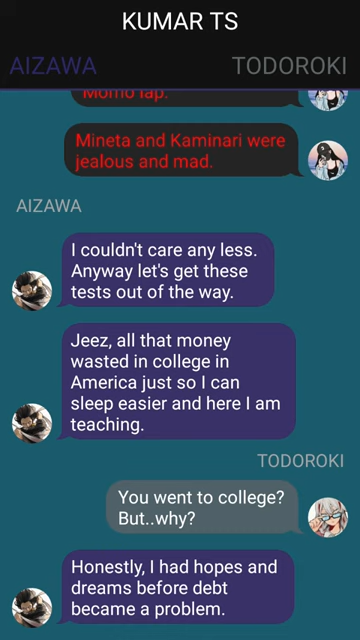 KUMAR TS
AIZAWA TODOROKI
Momo lap.
Mineta and Kaminari were
jealous and mad.
AIZAWA
I couldn't care any less.
Anyway let's get these
tests out of the way.
Jeez, all that money
wasted in college in
America just so I can
sleep easier and here I am
teaching.
TODOROKI
You went to college?
But..why?
Honestly, I had hopes and
dreams before debt
became a problem.